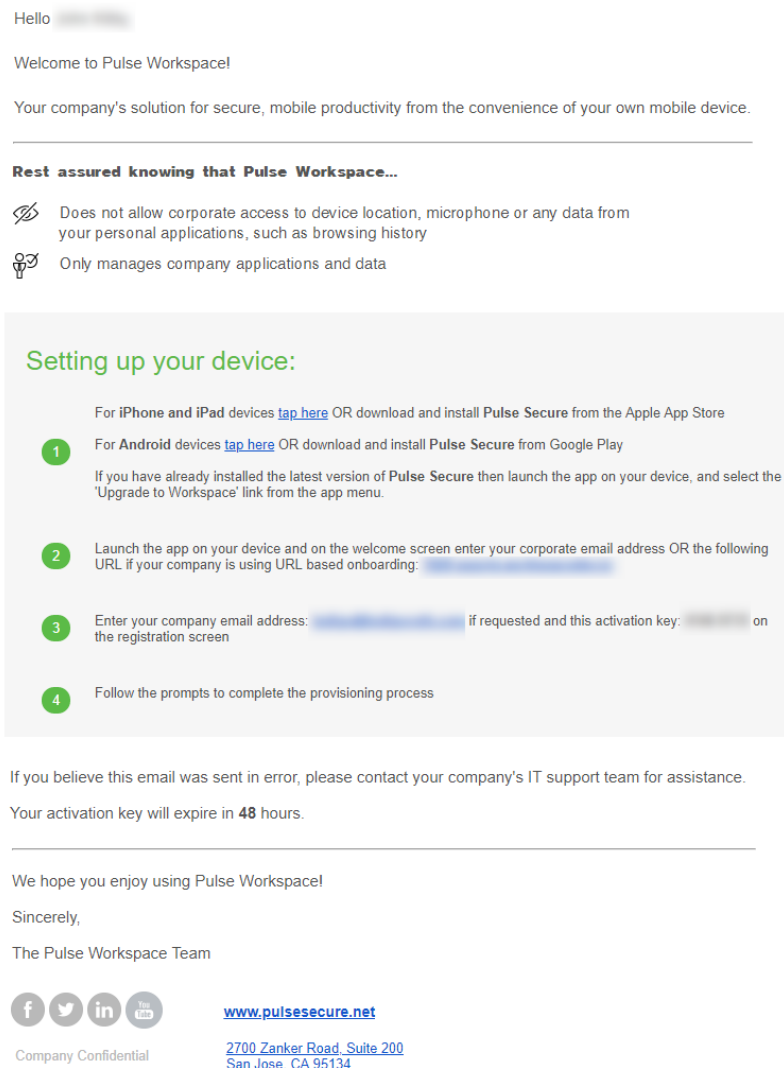 Hello
Welcome to Pulse Workspace!
Your company's solution for secure, mobile productivity from the convenience of your own mobile device.
Rest assured knowing that Pulse Workspace...
Does not allow corporate access to device location, microphone or any data from
your personal applications, such as browsing history
Only manages company applications and data
Setting up your device:
For iPhone and iPad devices tap here OR download and install Pulse Secure from the Apple App Store
1
For Android devices tap here OR download and install Pulse Secure from Google Play
If you have already installed the latest version of Pulse Secure then launch the app on your device, and select the
'Upgrade to Workspace' link from the app menu.
2
Launch the app on your device and on the welcome screen enter your corporate email address OR the following
URL if your company is using URL based onboarding:
3
Enter your company email address: if requested and this activation key: on
the registration screen
4
Follow the prompts to complete the provisioning process
If you believe this email was sent in error, please contact your company's IT support team for assistance.
Your activation key will expire in 48 hours.
We hope you enjoy using Pulse Workspace!
Sincerely,
The Pulse Workspace Team
f in You Tube
www.pulsesecure.net
Company Confidential
2700 Zanker Road, Suite 200
San Jose, CA 95134